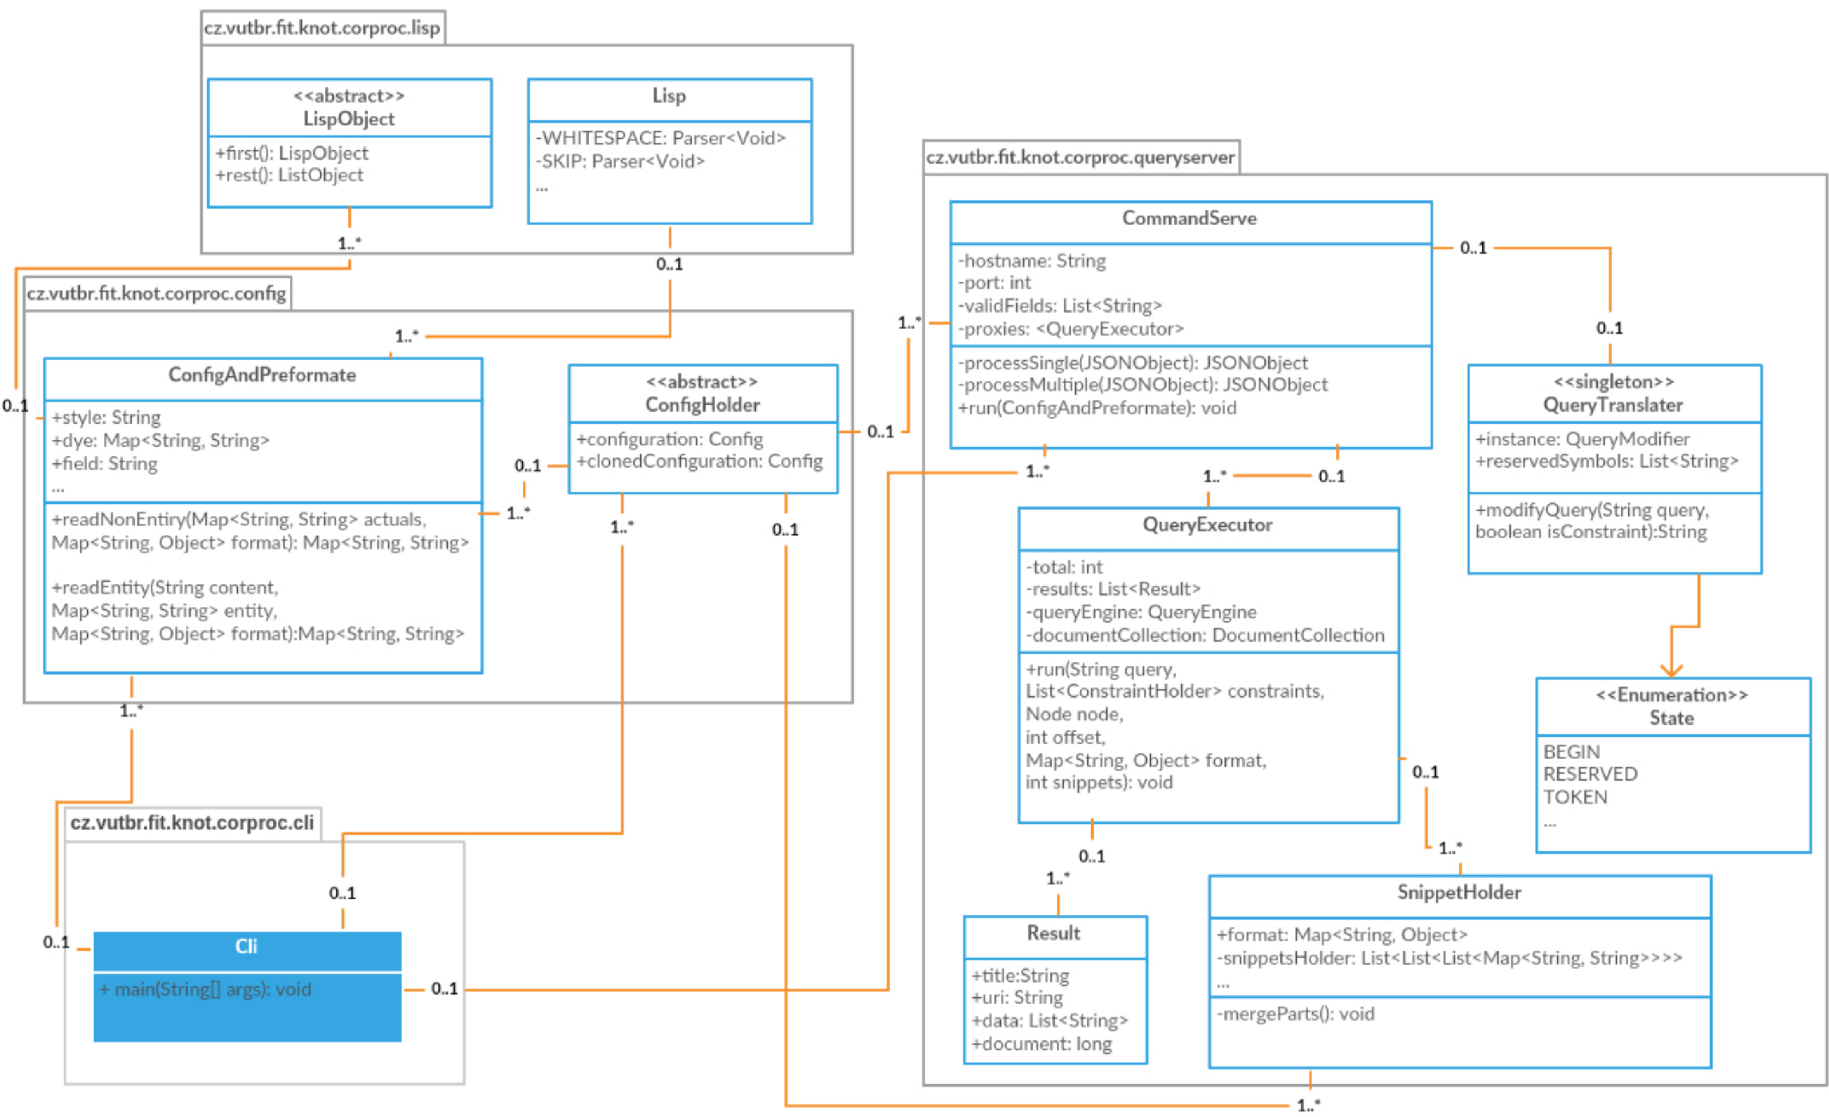 cz.vutbr.fit.knot.corproc.lisp
<<abstract>>
LispObject
+first(): LispObject
+rest(): ListObject
1..*
Lisp
-WHITESPACE: Parser<Void>
-SKIP: Parser<Void>
...
0..1
cz.vutbr.fit.knot.corproc.config
1..*
0..1
ConfigAndPreformate
+style: String
+dye: Map<String, String>
+field: String
...
+readNonEntiry(Map<String, String> actuals,
Map<String, Object> format): Map<String, String>
+readEntity(String content,
Map<String, String> entity,
Map<String, Object> format):Map<String, String>
1..*
<<abstract>>
ConfigHolder
+configuration: Config
+clonedConfiguration: Config
0..1
1..*
1..*
0..1
0..1
1..*
cz.vutbr.fit.knot.corproc.cli
0..1
0..1
Cli
+ main(String[] args): void
0..1
cz.vutbr.fit.knot.corproc.queryserver
CommandServe
-hostname: String
-port: int
-validFields: List<String>
-proxies: <QueryExecutor>
-processSingle(JSONObject): JSONObject
-processMultiple(JSONObject): JSONObject
+run(ConfigAndPreformate): void
0..1
0..1
1..*
1..*
0..1
<<singleton>>
QueryTranslater
+instance: QueryModifier
+reservedSymbols: List<String>
+modifyQuery(String query,
boolean isConstraint):String
QueryExecutor
-total: int
-results: List<Result>
-queryEngine: QueryEngine
-documentCollection: DocumentCollection
+run(String query,
List<ConstraintHolder> constraints,
Node node,
int offset,
Map<String, Object> format,
int snippets): void
0..1
1..*
0..1
1..*
<<Enumeration>>
State
BEGIN
RESERVED
TOKEN
...
Result
+title:String
+uri: String
+data: List<String>
+document: long
SnippetHolder
+format: Map<String, Object>
-snippetsHolder: List<List<List<Map<String, String>>>>
...
-mergeParts(): void
1..*